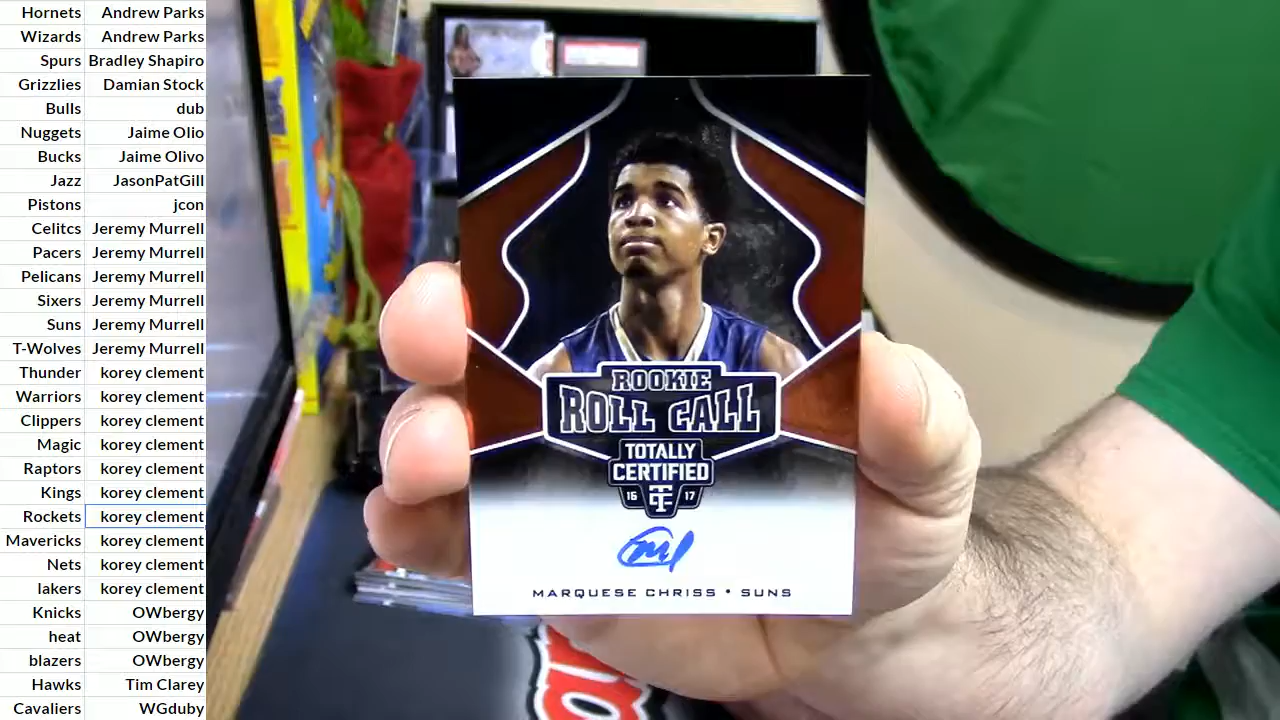 Hornets Andrew Parks
Wizards Andrew Parks
Spurs Bradley Shapiro
Grizzlies Damian Stock
Bulls dub
Nuggets Jaime Olio
Bucks Jaime Olivo
Jazz JasonPatGill
Pistons jcon
Celitcs Jeremy Murrell
Pacers Jeremy Murrell
Pelicans Jeremy Murrell
Sixers Jeremy Murrell
Suns Jeremy Murrell
T-Wolves Jeremy Murrell
Thunder korey clement
Warriors korey clement
Clippers korey clement
Magic korey clement
Raptors korey clement
Kings korey clement
Rockets korey clement
Mavericks korey clement
Nets korey clement
lakers korey clement
Knicks OWbergy
heat OWbergy
blazers OWbergy
Hawks Tim Clarey
Cavaliers WGduby
ROOKIE
ROLL CALL
TOTALLY
CERTIFIED
16 17
MARQUESE CHRISS • SUNS